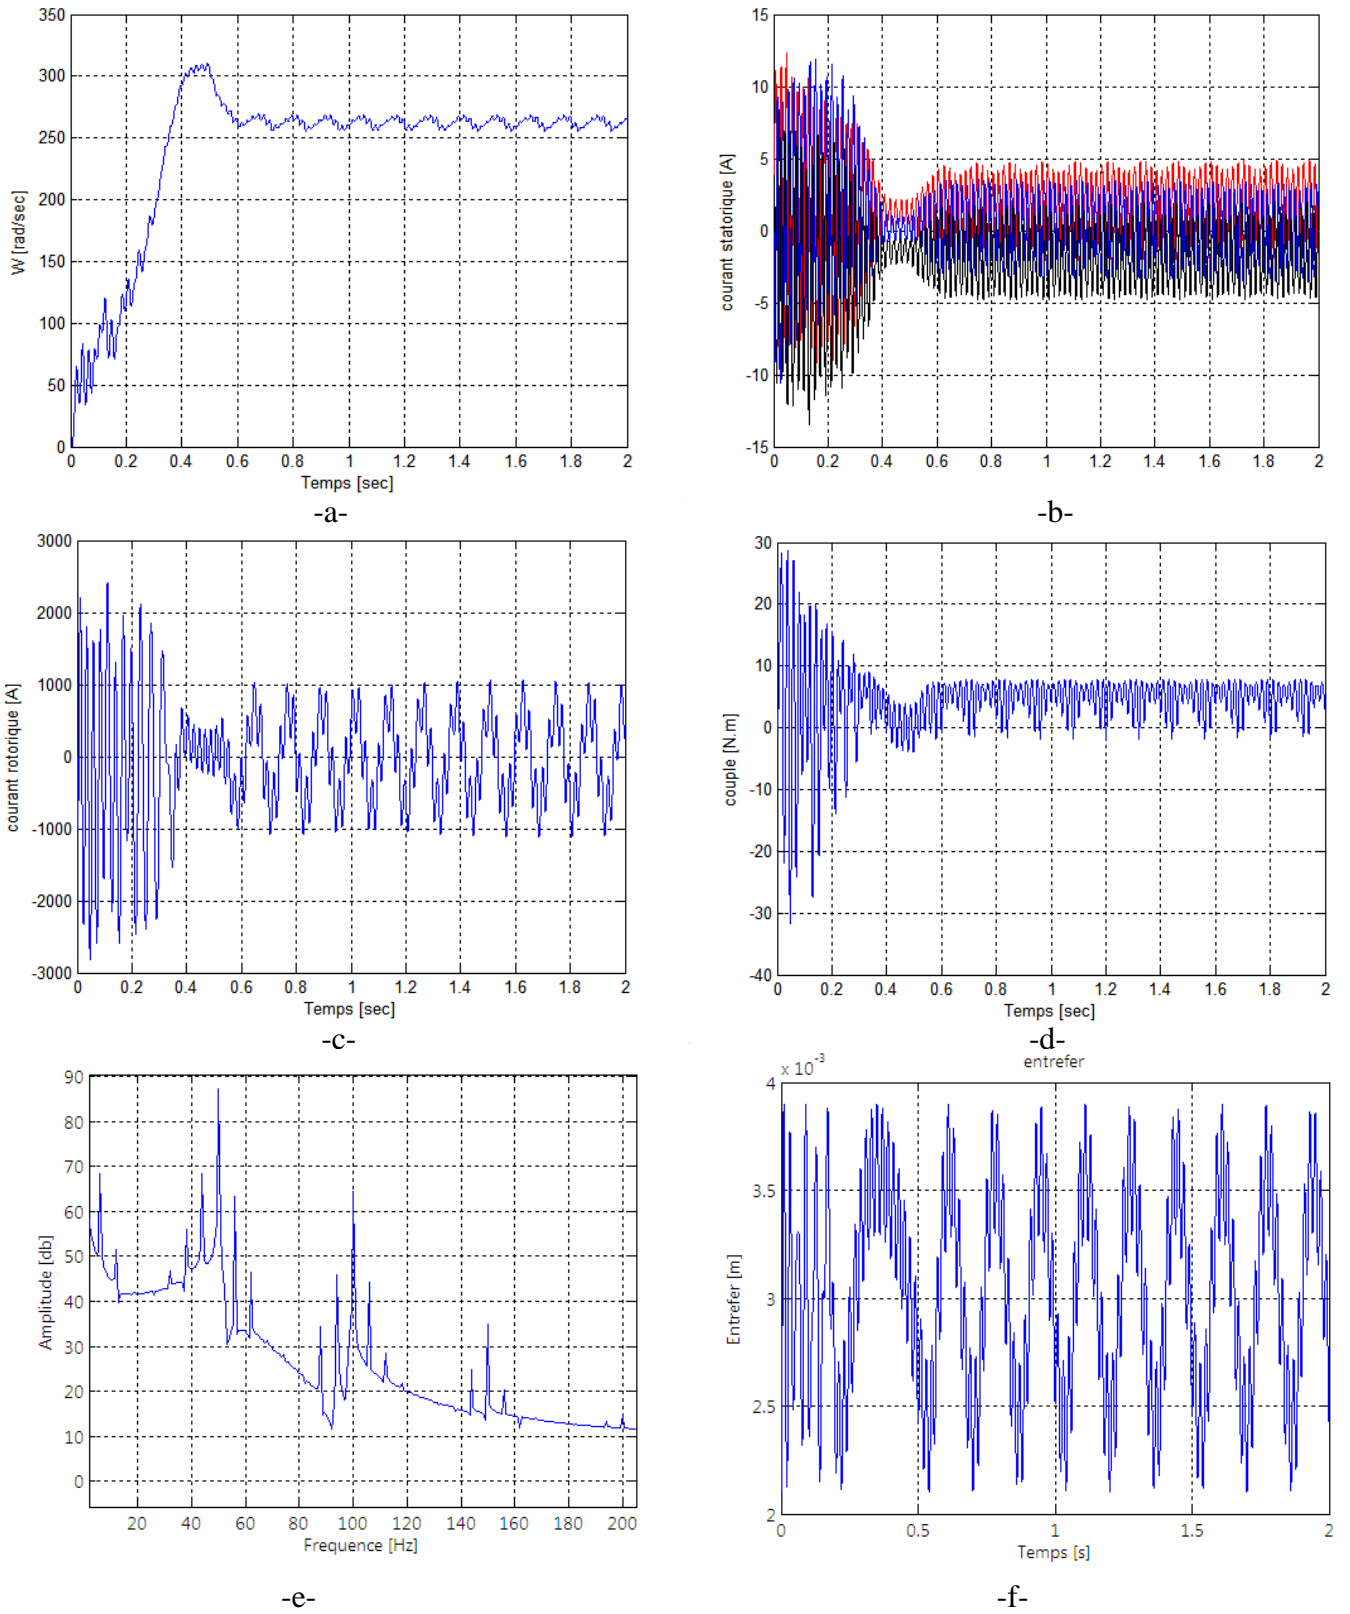 350
300
250
200
150
100
50
0
W [rad/sec]
0 0.2 0.4 0.6 0.8 1 1.2 1.4 1.6 1.8 2
Temps [sec]
-a-
15
10
5
0
-5
-10
-15
courant statorique [A]
0 0.2 0.4 0.6 0.8 1 1.2 1.4 1.6 1.8 2
-b-
3000
2000
1000
0
-1000
-2000
-3000
courant rotorique [A]
0 0.2 0.4 0.6 0.8 1 1.2 1.4 1.6 1.8 2
Temps [sec]
-c-
30
20
10
0
-10
-20
-30
-40
couple [N.m]
0 0.2 0.4 0.6 0.8 1 1.2 1.4 1.6 1.8 2
Temps [sec]
-d-
90
80
70
60
50
40
30
20
10
0
Amplitude [db]
20 40 60 80 100 120 140 160 180 200
Frequence [Hz]
-e-
entrefer
x 10⁻³
4
3.5
3
2.5
2
Entrefer [m]
0 0.5 1 1.5 2
Temps [s]
-f-